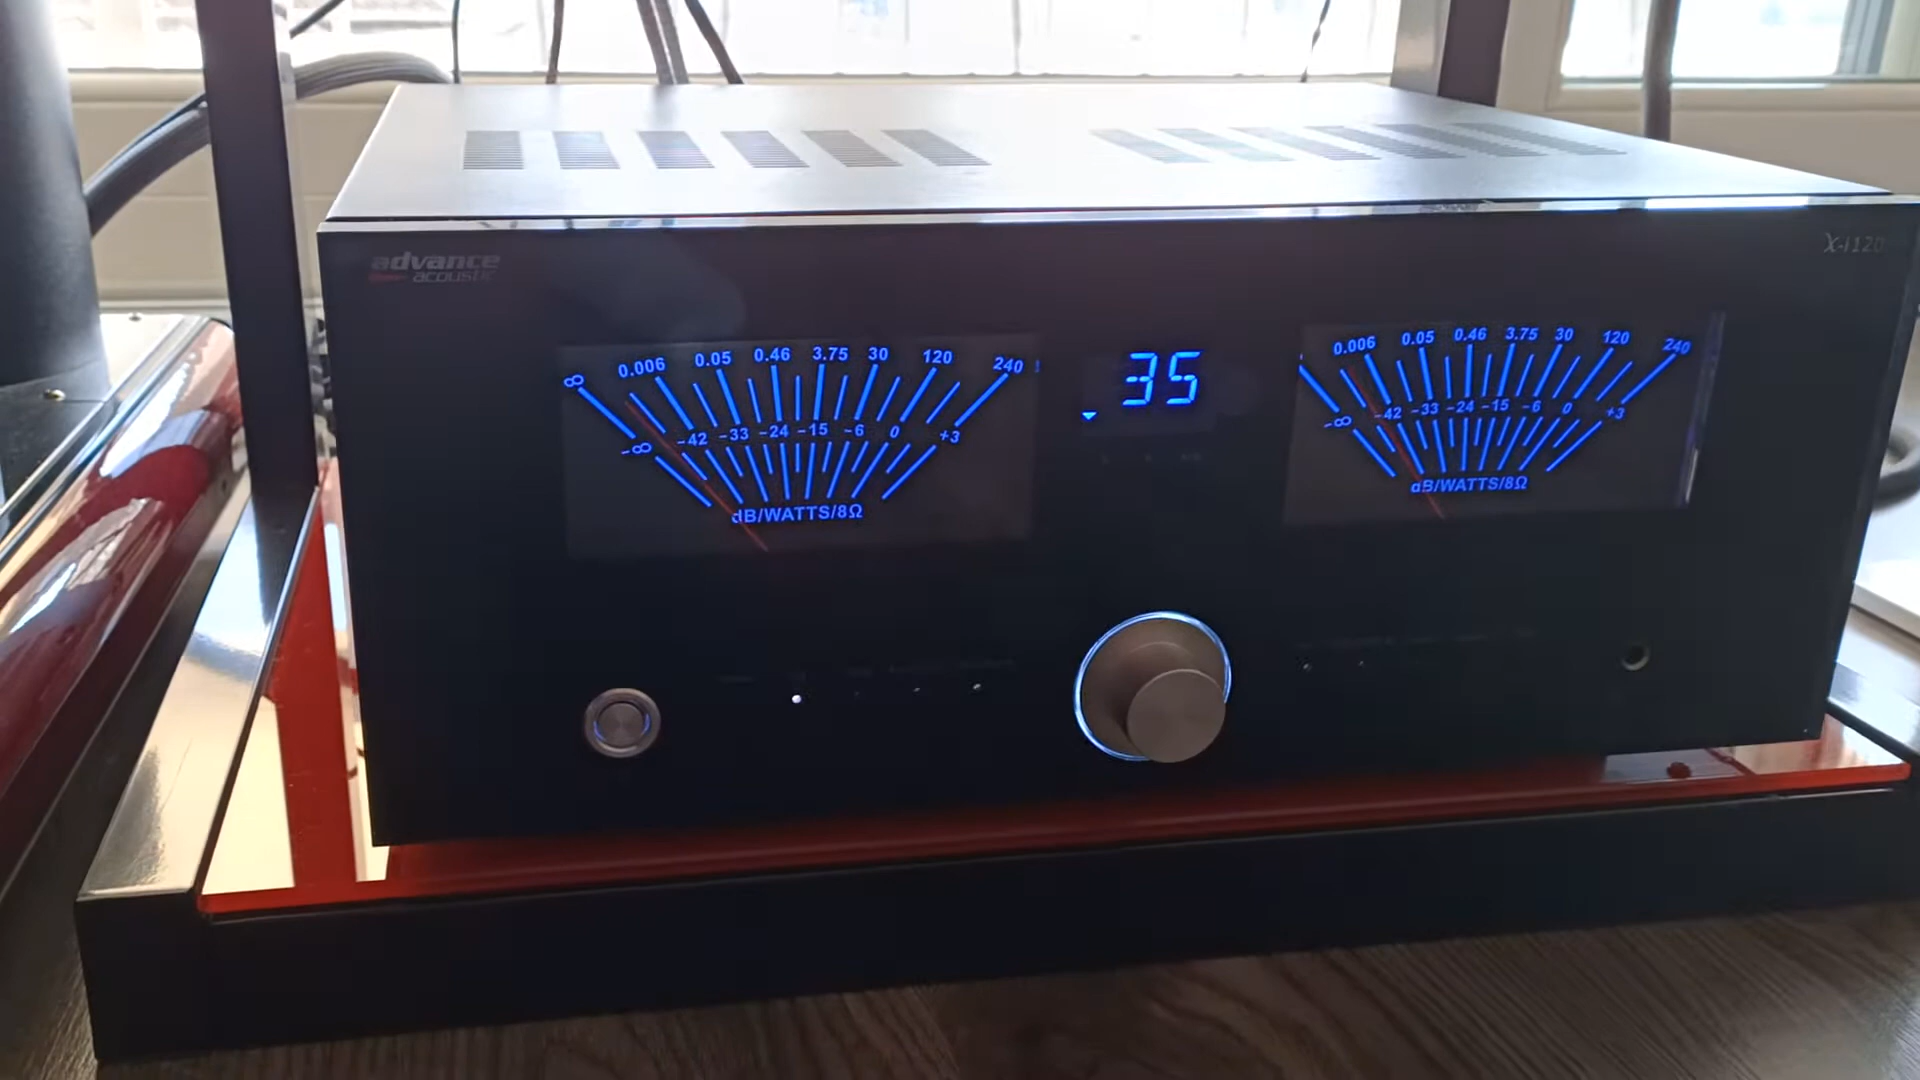 advance
acoustic
X-i120
∞ 0.006 0.05 0.46 3.75 30 120 240
-∞ -42 -33 -24 -15 -6 0 +3
dB/WATTS/8Ω
35
0.006 0.05 0.46 3.75 30 120 240
-∞ -42 -33 -24 -15 -6 0 +3
dB/WATTS/8Ω